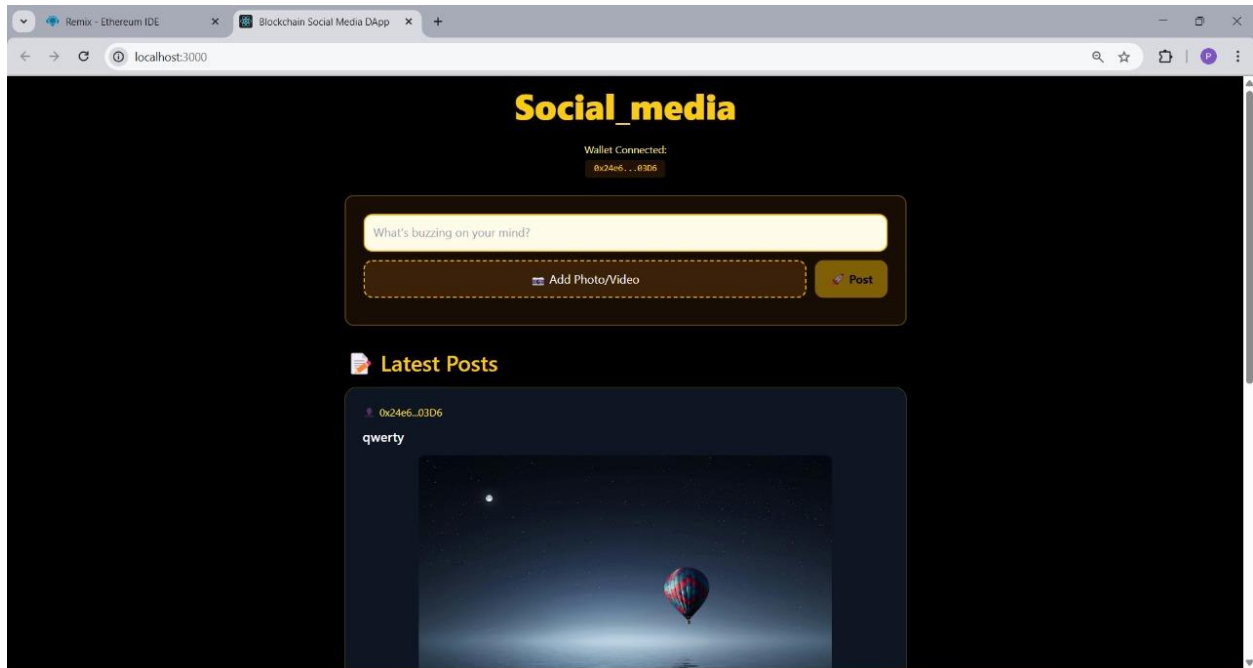 Remix - Ethereum IDE
Blockchain Social Media DApp
localhost:3000
P
Social_media
Wallet Connected:
0x24e6...03D6
What's buzzing on your mind?
📼 Add Photo/Video
🚀 Post
📝 Latest Posts
👤 0x24e6...03D6
qwerty